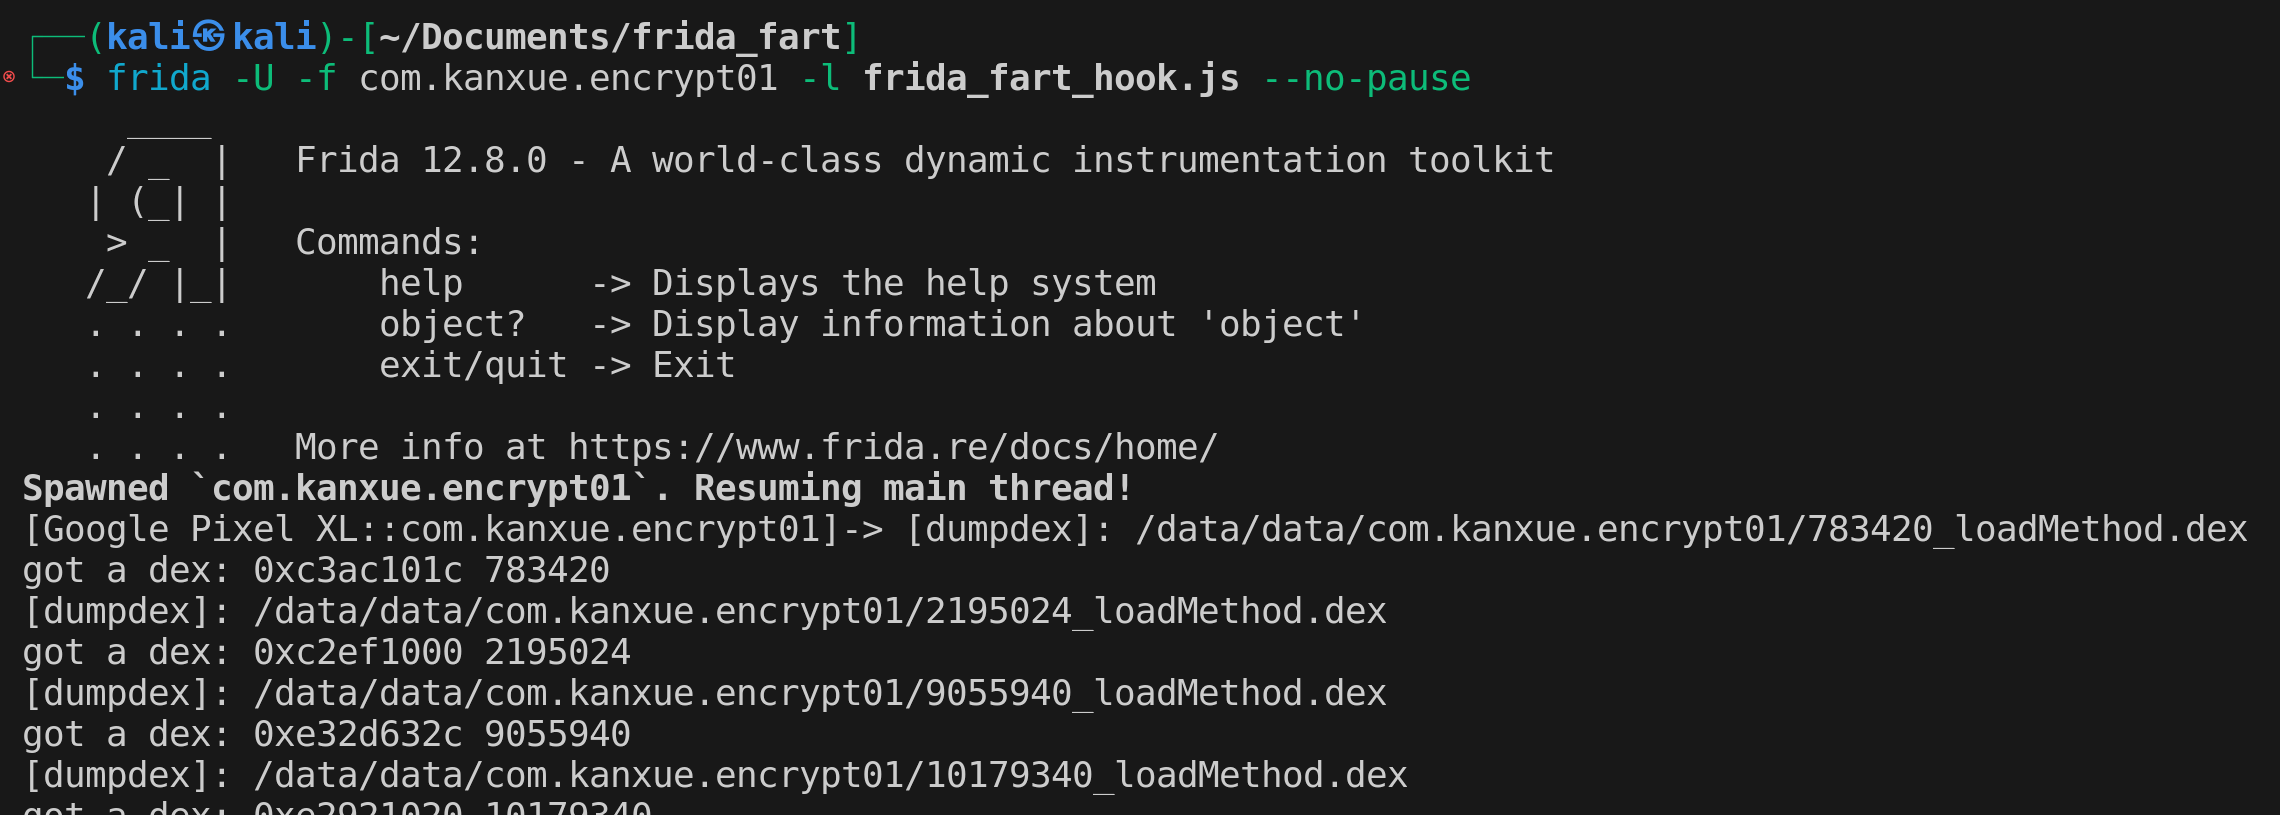 ┌──(kali㉿kali)-[~/Documents/frida_fart]
└─$ frida -U -f com.kanxue.encrypt01 -l frida_fart_hook.js --no-pause
     _____
    / _  |   Frida 12.8.0 - A world-class dynamic instrumentation toolkit
   | (_| |
    > _  |   Commands:
   /_/ |_|       help      -> Displays the help system
   . . . .       object?   -> Display information about 'object'
   . . . .       exit/quit -> Exit
   . . . .
   . . . .   More info at https://www.frida.re/docs/home/
Spawned `com.kanxue.encrypt01`. Resuming main thread!
[Google Pixel XL::com.kanxue.encrypt01]-> [dumpdex]: /data/data/com.kanxue.encrypt01/783420_loadMethod.dex
got a dex: 0xc3ac101c 783420
[dumpdex]: /data/data/com.kanxue.encrypt01/2195024_loadMethod.dex
got a dex: 0xc2ef1000 2195024
[dumpdex]: /data/data/com.kanxue.encrypt01/9055940_loadMethod.dex
got a dex: 0xe32d632c 9055940
[dumpdex]: /data/data/com.kanxue.encrypt01/10179340_loadMethod.dex
got a dex: 10179340